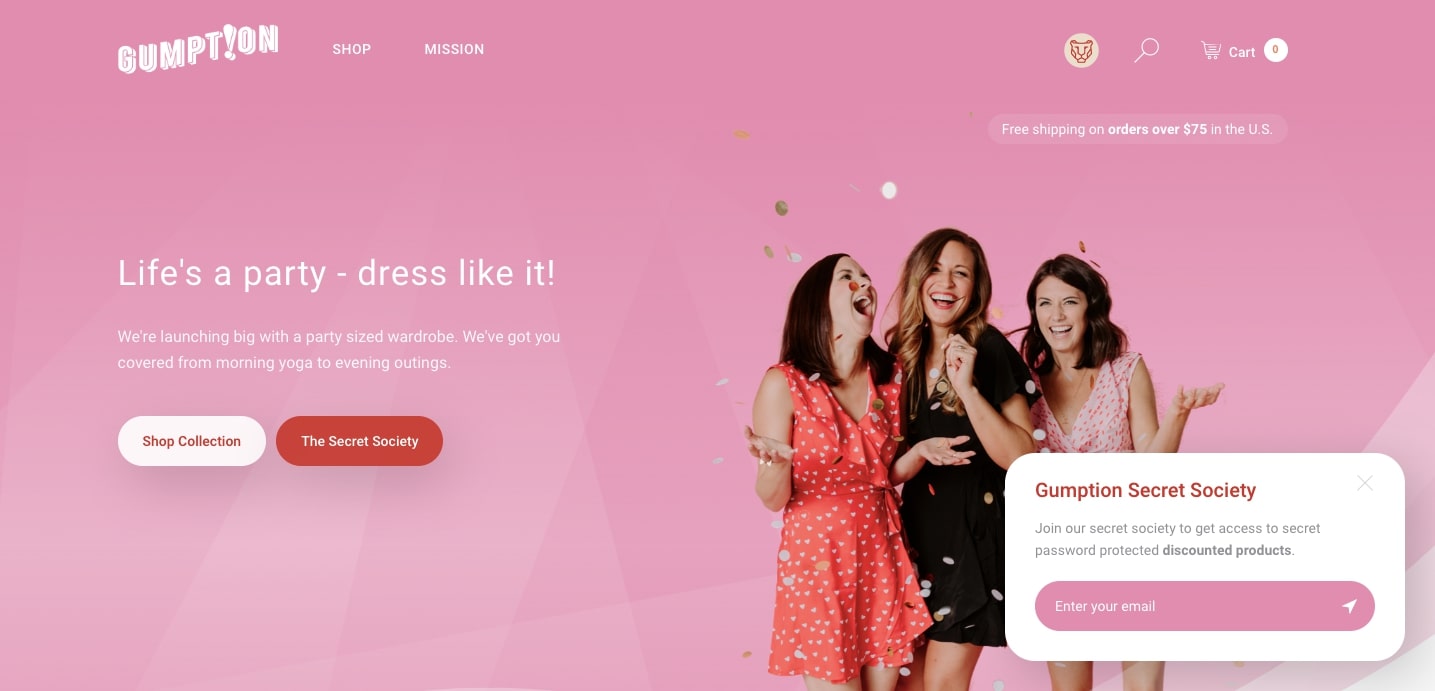 GUMPT!ON
SHOP
MISSION
Cart
0
Free shipping on orders over $75 in the U.S.
Life's a party - dress like it!
We're launching big with a party sized wardrobe. We've got you
covered from morning yoga to evening outings.
Shop Collection
The Secret Society
Gumption Secret Society
Join our secret society to get access to secret
password protected discounted products.
Enter your email